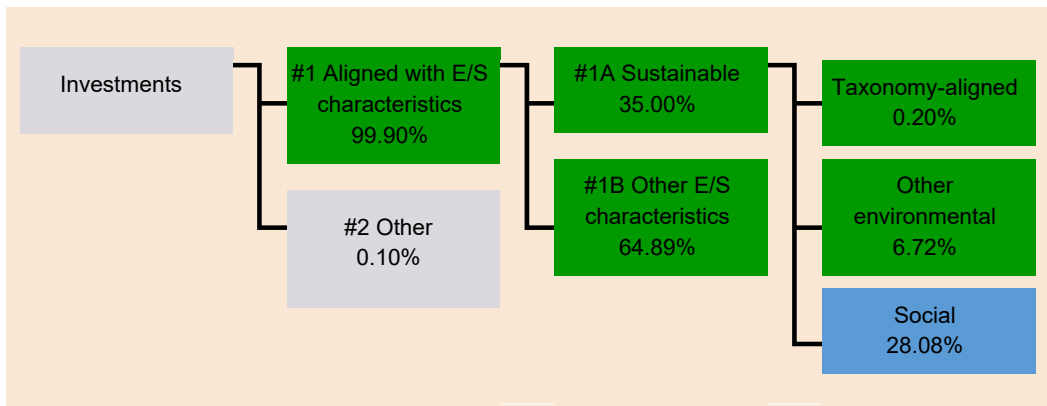 Investments
#1 Aligned with E/S
characteristics
99.90%
#2 Other
0.10%
#1A Sustainable
35.00%
#1B Other E/S
characteristics
64.89%
Taxonomy-aligned
0.20%
Other
environmental
6.72%
Social
28.08%